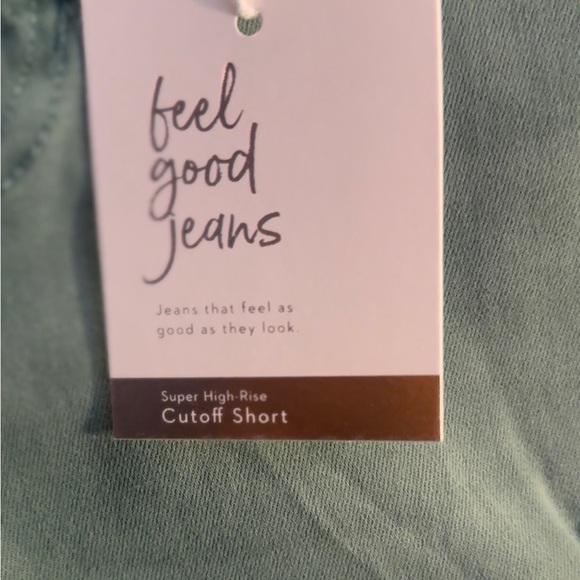 feel
good
jeans
Jeans that feel as
good as they look.
Super High-Rise
Cutoff Short